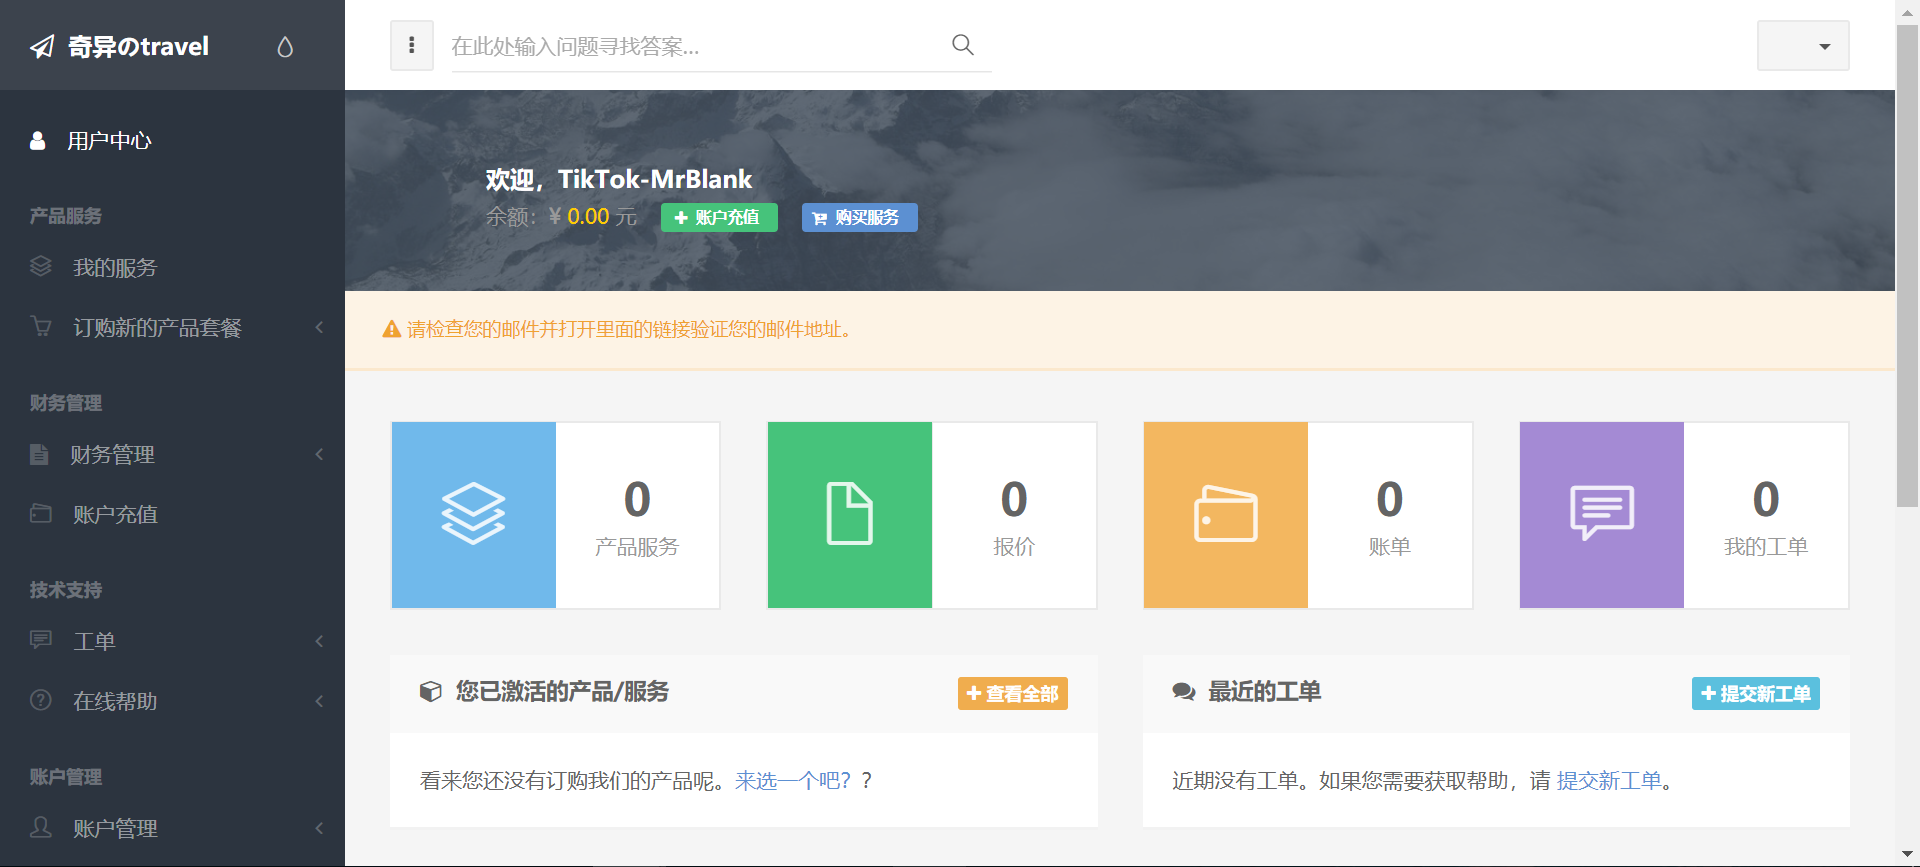 奇异のtravel
在此处输入问题寻找答案...
用户中心
产品服务
我的服务
订购新的产品套餐
财务管理
财务管理
账户充值
技术支持
工单
在线帮助
账户管理
账户管理
欢迎，TikTok-MrBlank
余额：¥ 0.00 元 账户充值 购买服务
请检查您的邮件并打开里面的链接验证您的邮件地址。
0
产品服务
0
报价
0
账单
0
我的工单
您已激活的产品/服务 查看全部
看来您还没有订购我们的产品呢。来选一个吧？？
最近的工单 提交新工单
近期没有工单。如果您需要获取帮助，请 提交新工单。